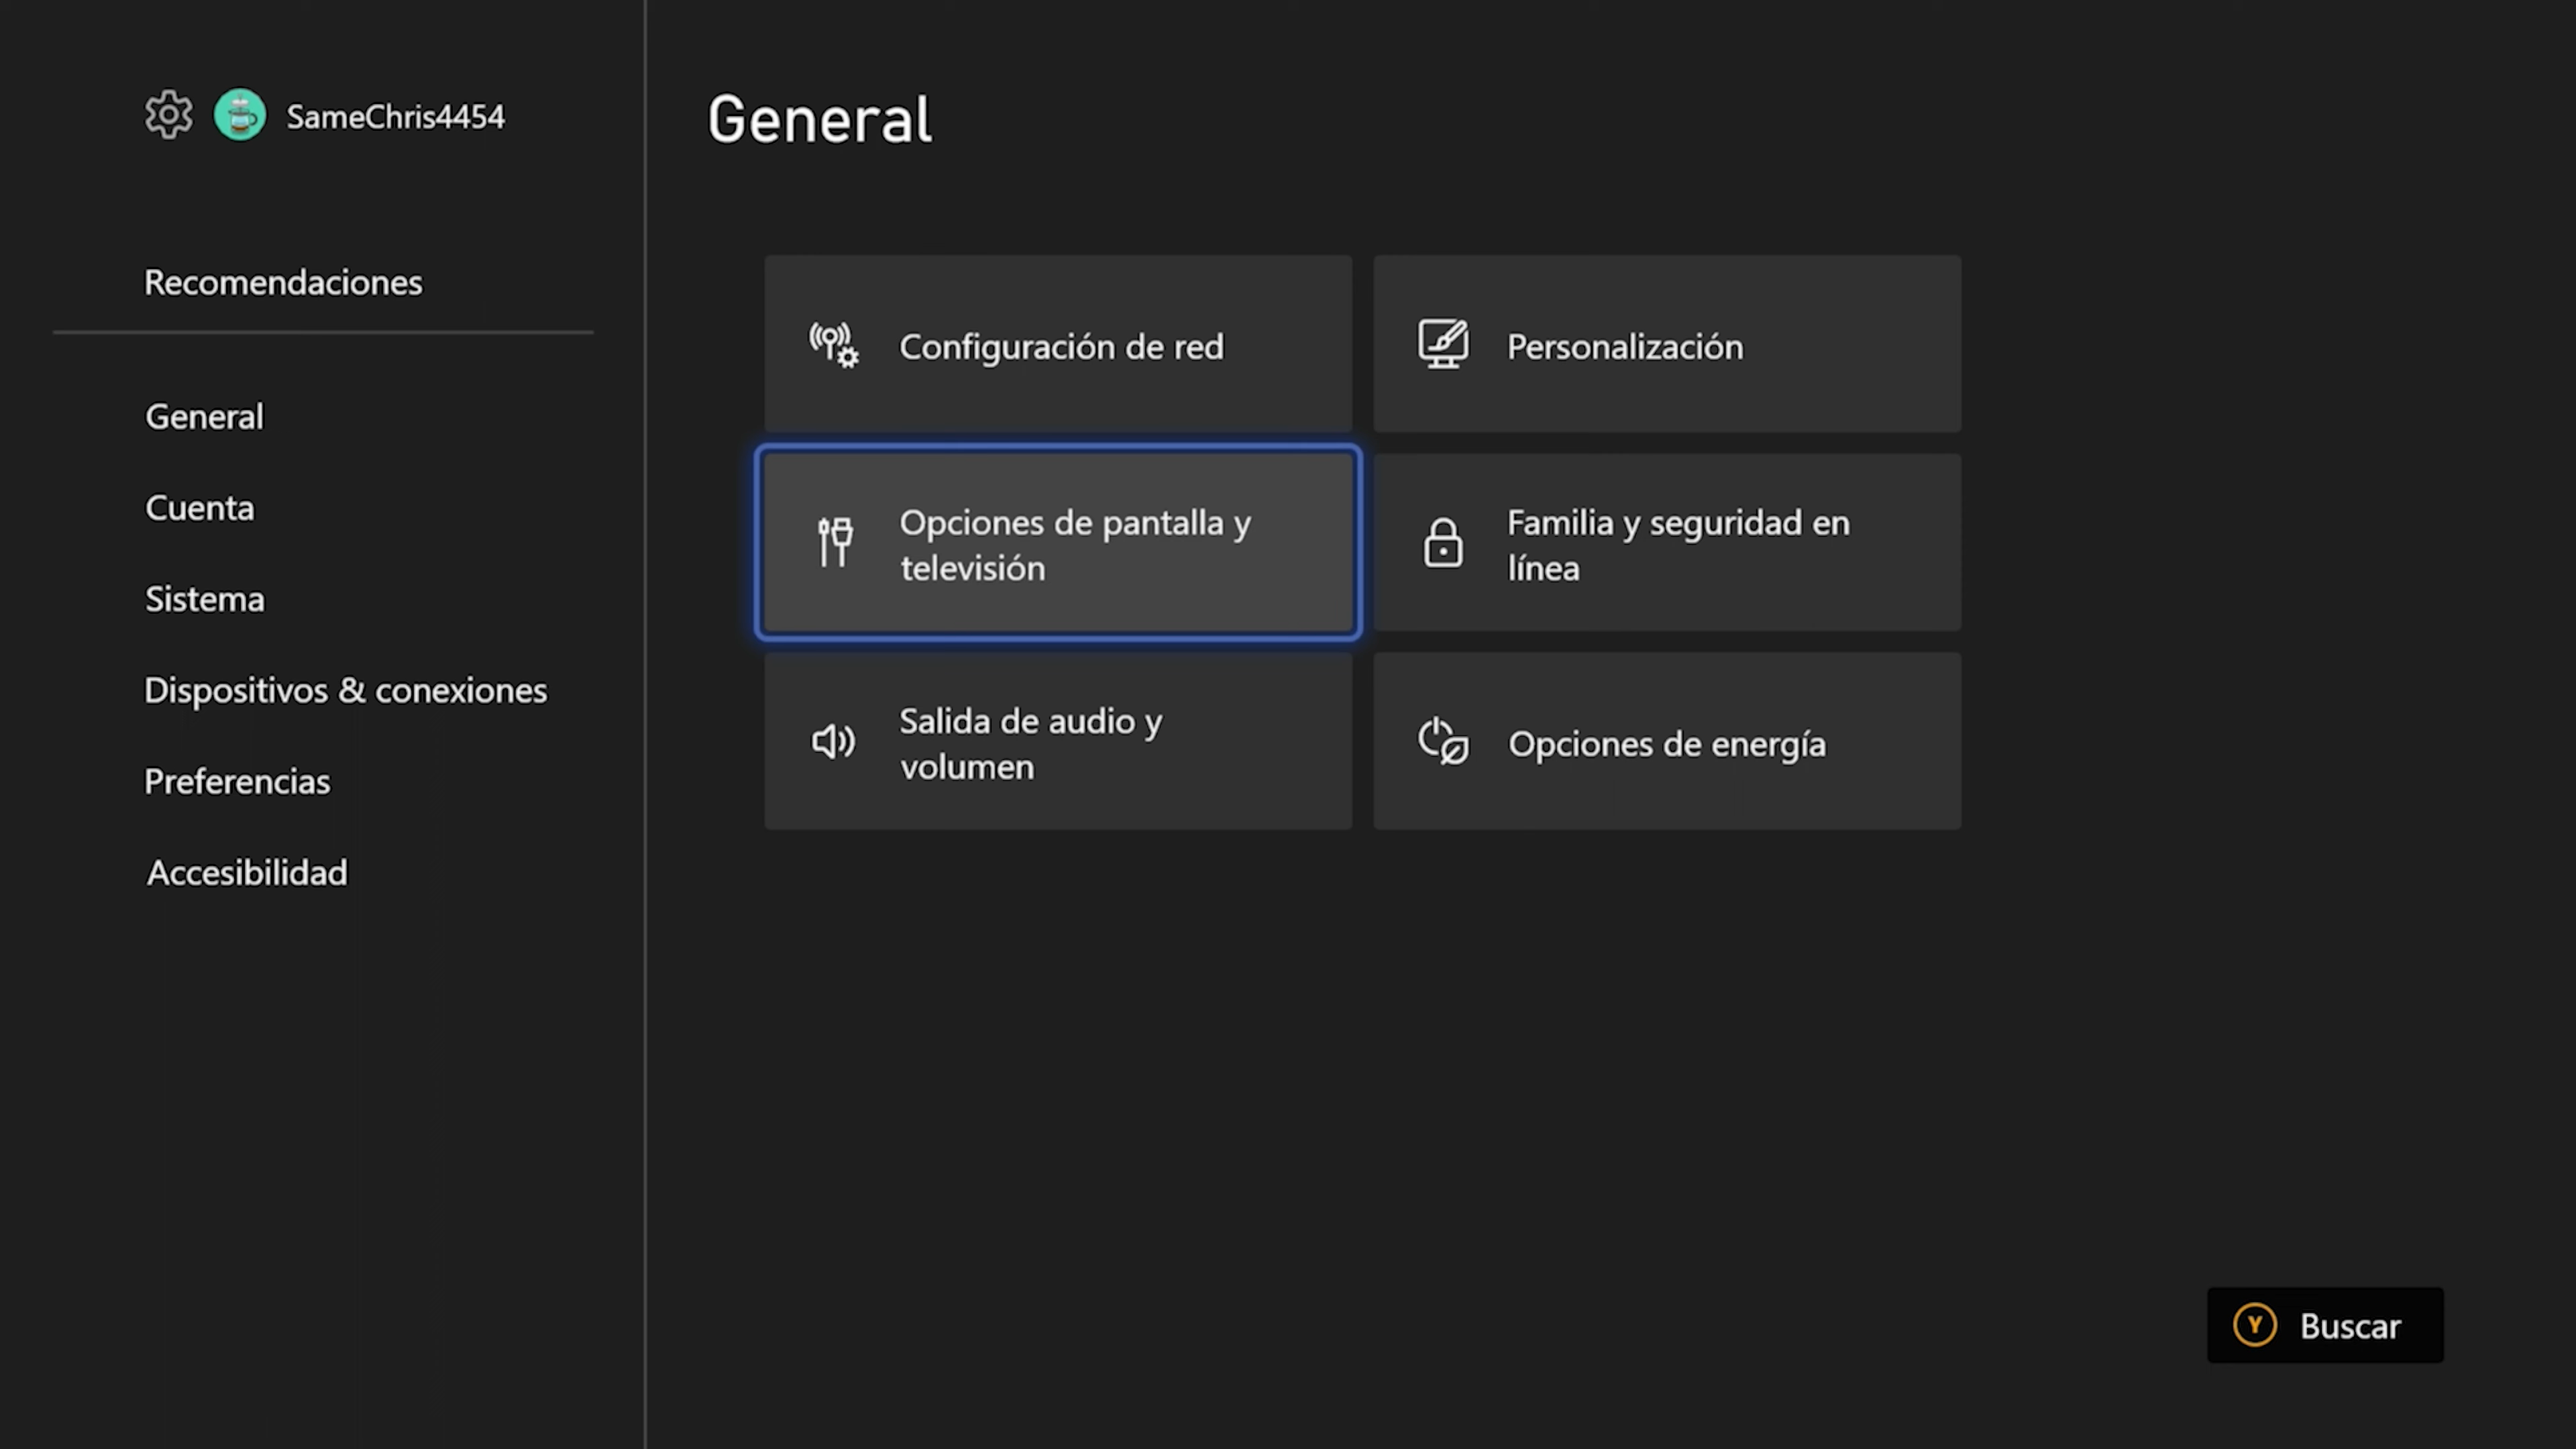 SameChris4454
Recomendaciones
General
Cuenta
Sistema
Dispositivos & conexiones
Preferencias
Accesibilidad
General
Configuración de red
Personalización
Opciones de pantalla y
televisión
Familia y seguridad en
línea
Salida de audio y
volumen
Opciones de energía
Y Buscar